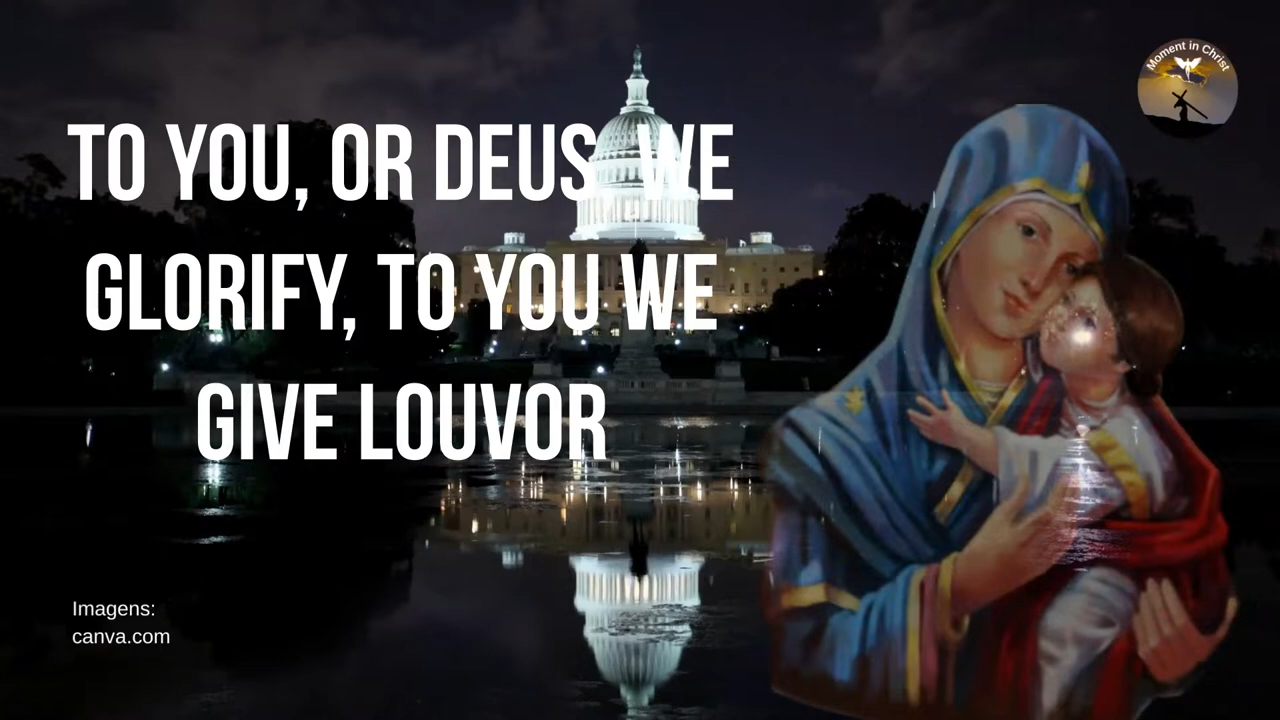 Moment in Christ
TO YOU, OR DEUS, WE
GLORIFY, TO YOU WE
GIVE LOUVOR
Imagens:
canva.com